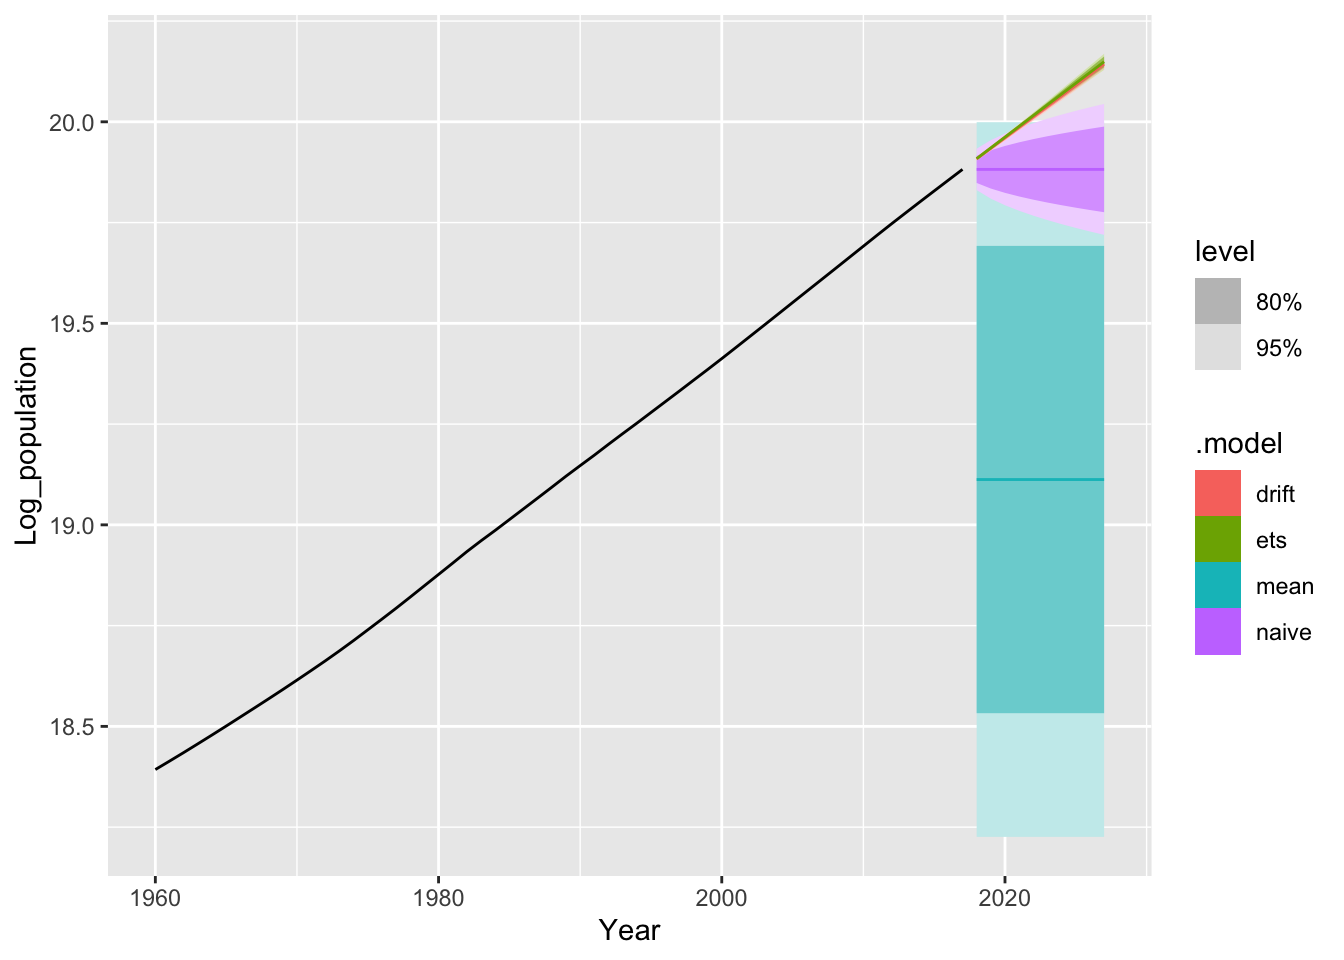 Log_population
20.0
19.5
19.0
18.5
1960
1980
2000
2020
Year
level
80%
95%
.model
drift
ets
mean
naive